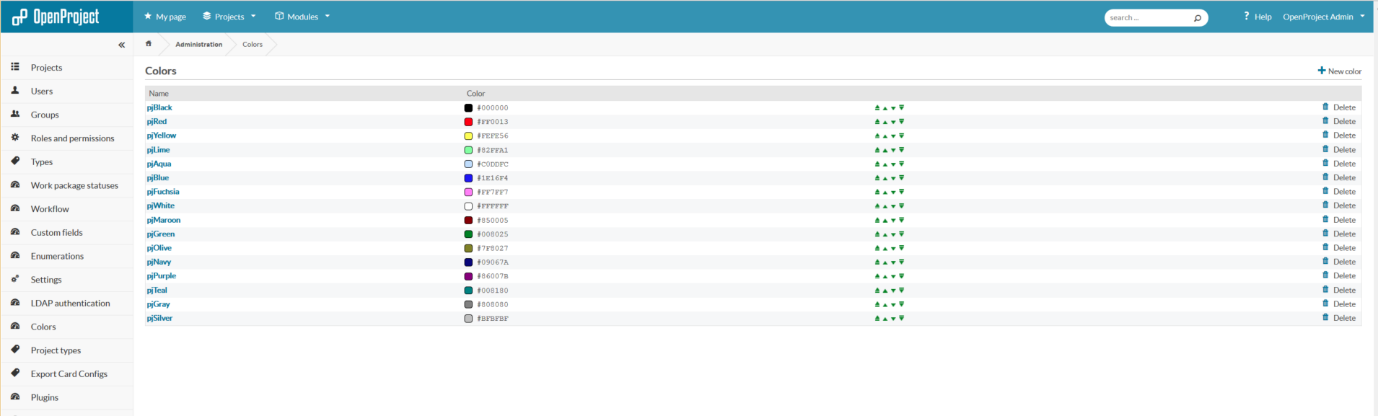 OpenProject My page Projects Modules search ... ? Help OpenProject Admin
« Administration Colors
Projects
Users
Groups
Roles and permissions
Types
Work package statuses
Workflow
Custom fields
Enumerations
Settings
LDAP authentication
Colors
Project types
Export Card Configs
Plugins
Colors + New color
Name Color
pjBlack #000000 Delete
pjRed #FF0013 Delete
pjYellow #FEFE56 Delete
pjLime #82FFA1 Delete
pjAqua #C0DDFC Delete
pjBlue #1E16F4 Delete
pjFuchsia #FF7FF7 Delete
pjWhite #FFFFFF Delete
pjMaroon #850005 Delete
pjGreen #008025 Delete
pjOlive #7F8027 Delete
pjNavy #09067A Delete
pjPurple #86007B Delete
pjTeal #008180 Delete
pjGray #808080 Delete
pjSilver #BFBFBF Delete